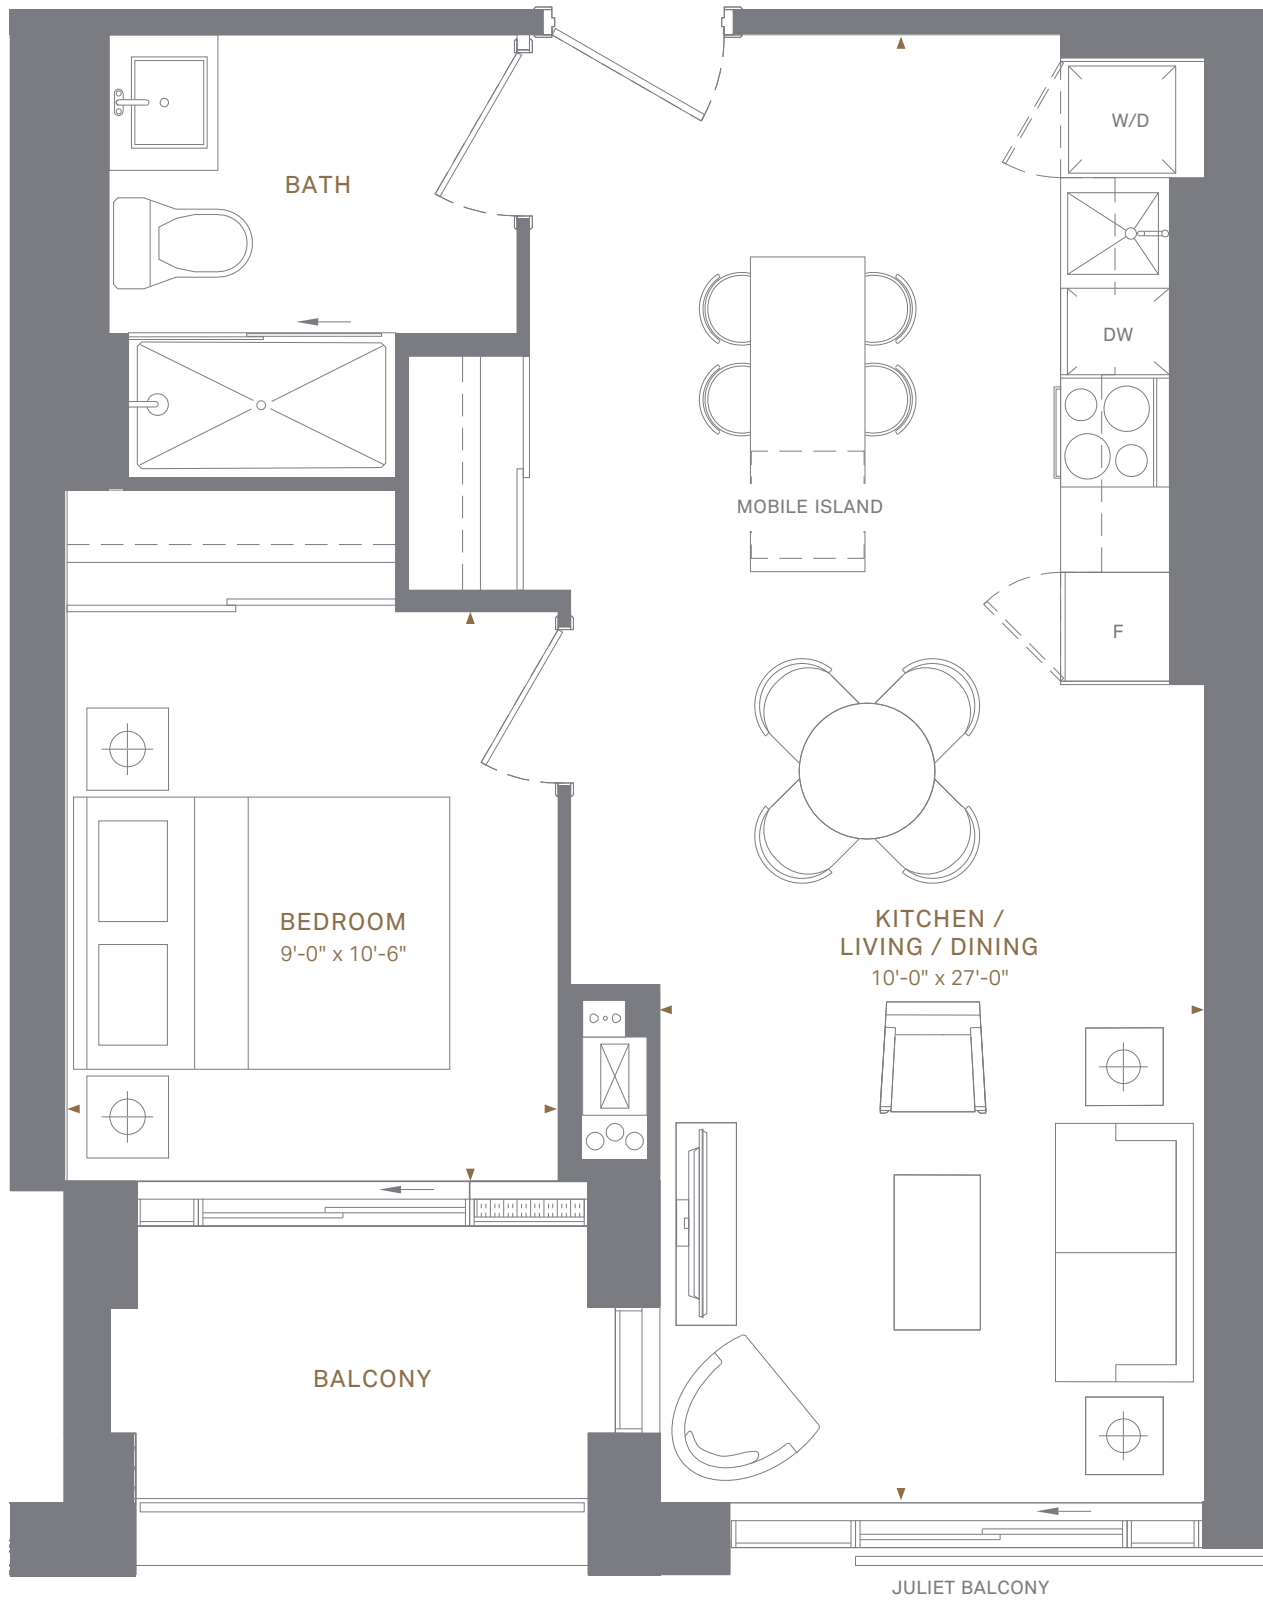 W/D
BATH
DW
MOBILE ISLAND
F
BEDROOM
9'-0" x 10'-6"
KITCHEN /
LIVING / DINING
10'-0" x 27'-0"
BALCONY
JULIET BALCONY